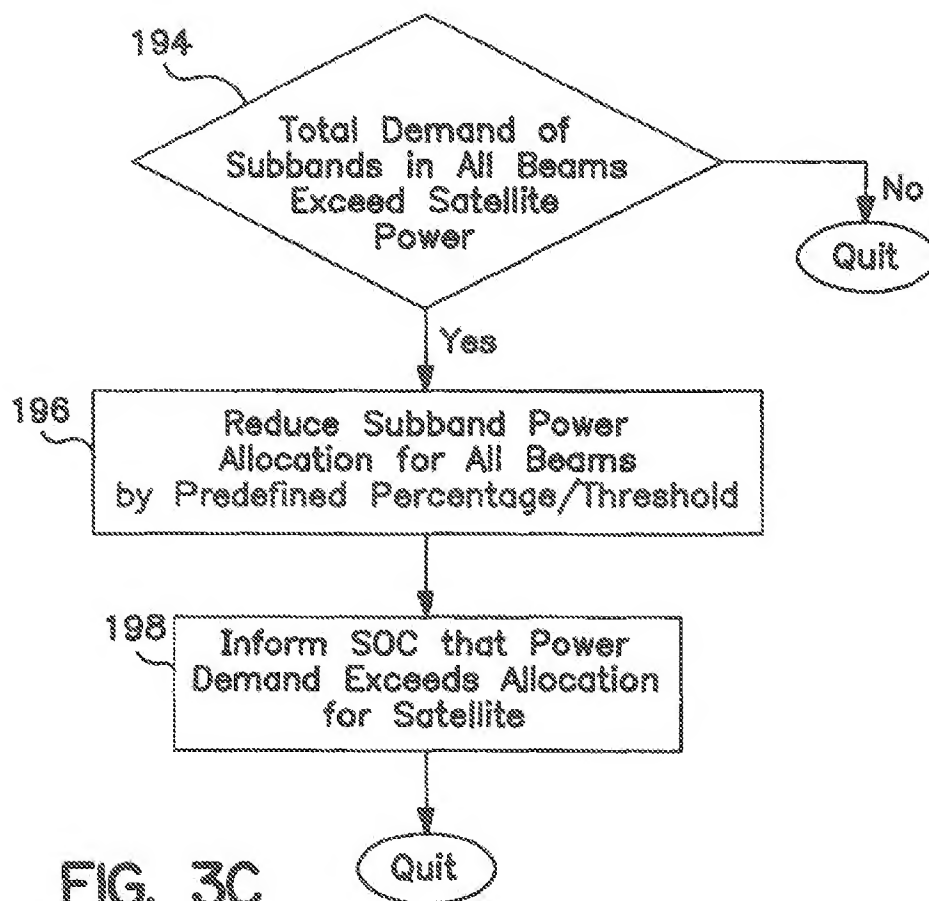 194
Total Demand of
Subbands in All Beams
Exceed Satellite
Power
No
Quit
Yes
196
Reduce Subband Power
Allocation for All Beams
by Predefined Percentage/Threshold
198
Inform SOC that Power
Demand Exceeds Allocation
for Satellite
Quit
FIG. 3C